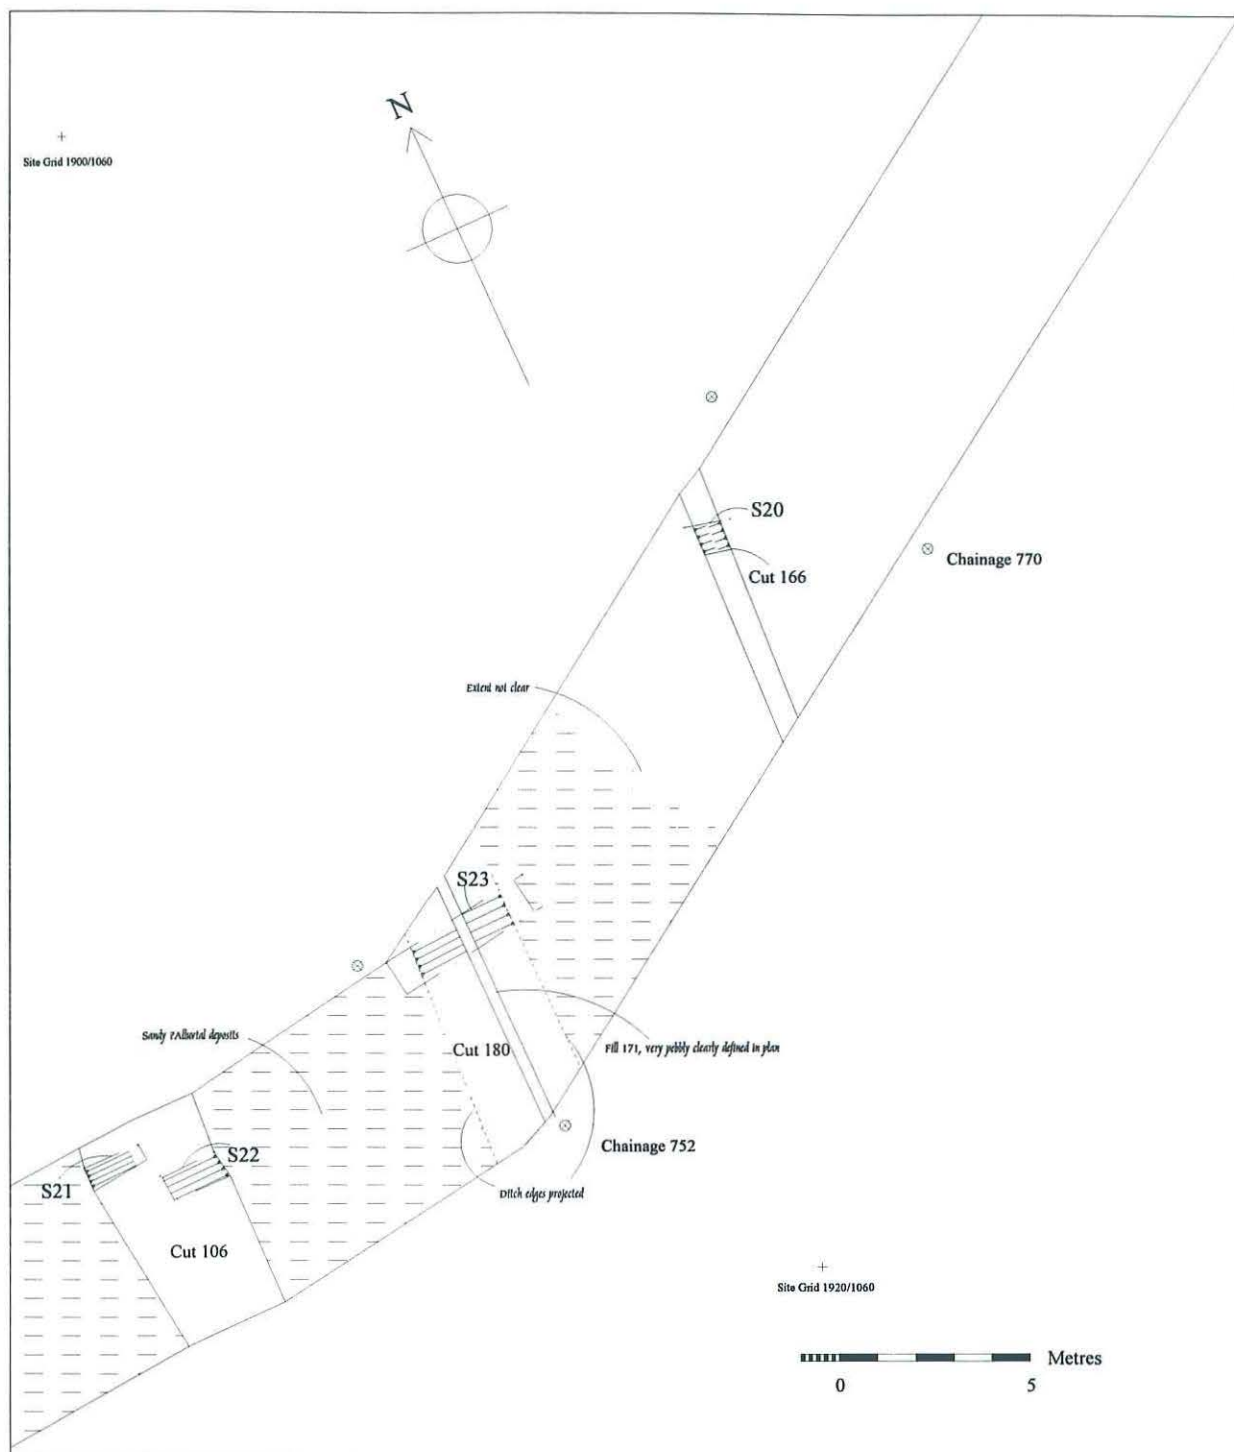 N
Site Grid 1900/1060
S20
Chainage 770
Cut 166
Extent not clear
S23
Sandy ?Alluvial deposits
Cut 180
Fill 171, very pebbly clearly defined in plan
Chainage 752
S22
S21
Ditch edges projected
Cut 106
Site Grid 1920/1060
Metres
0 5